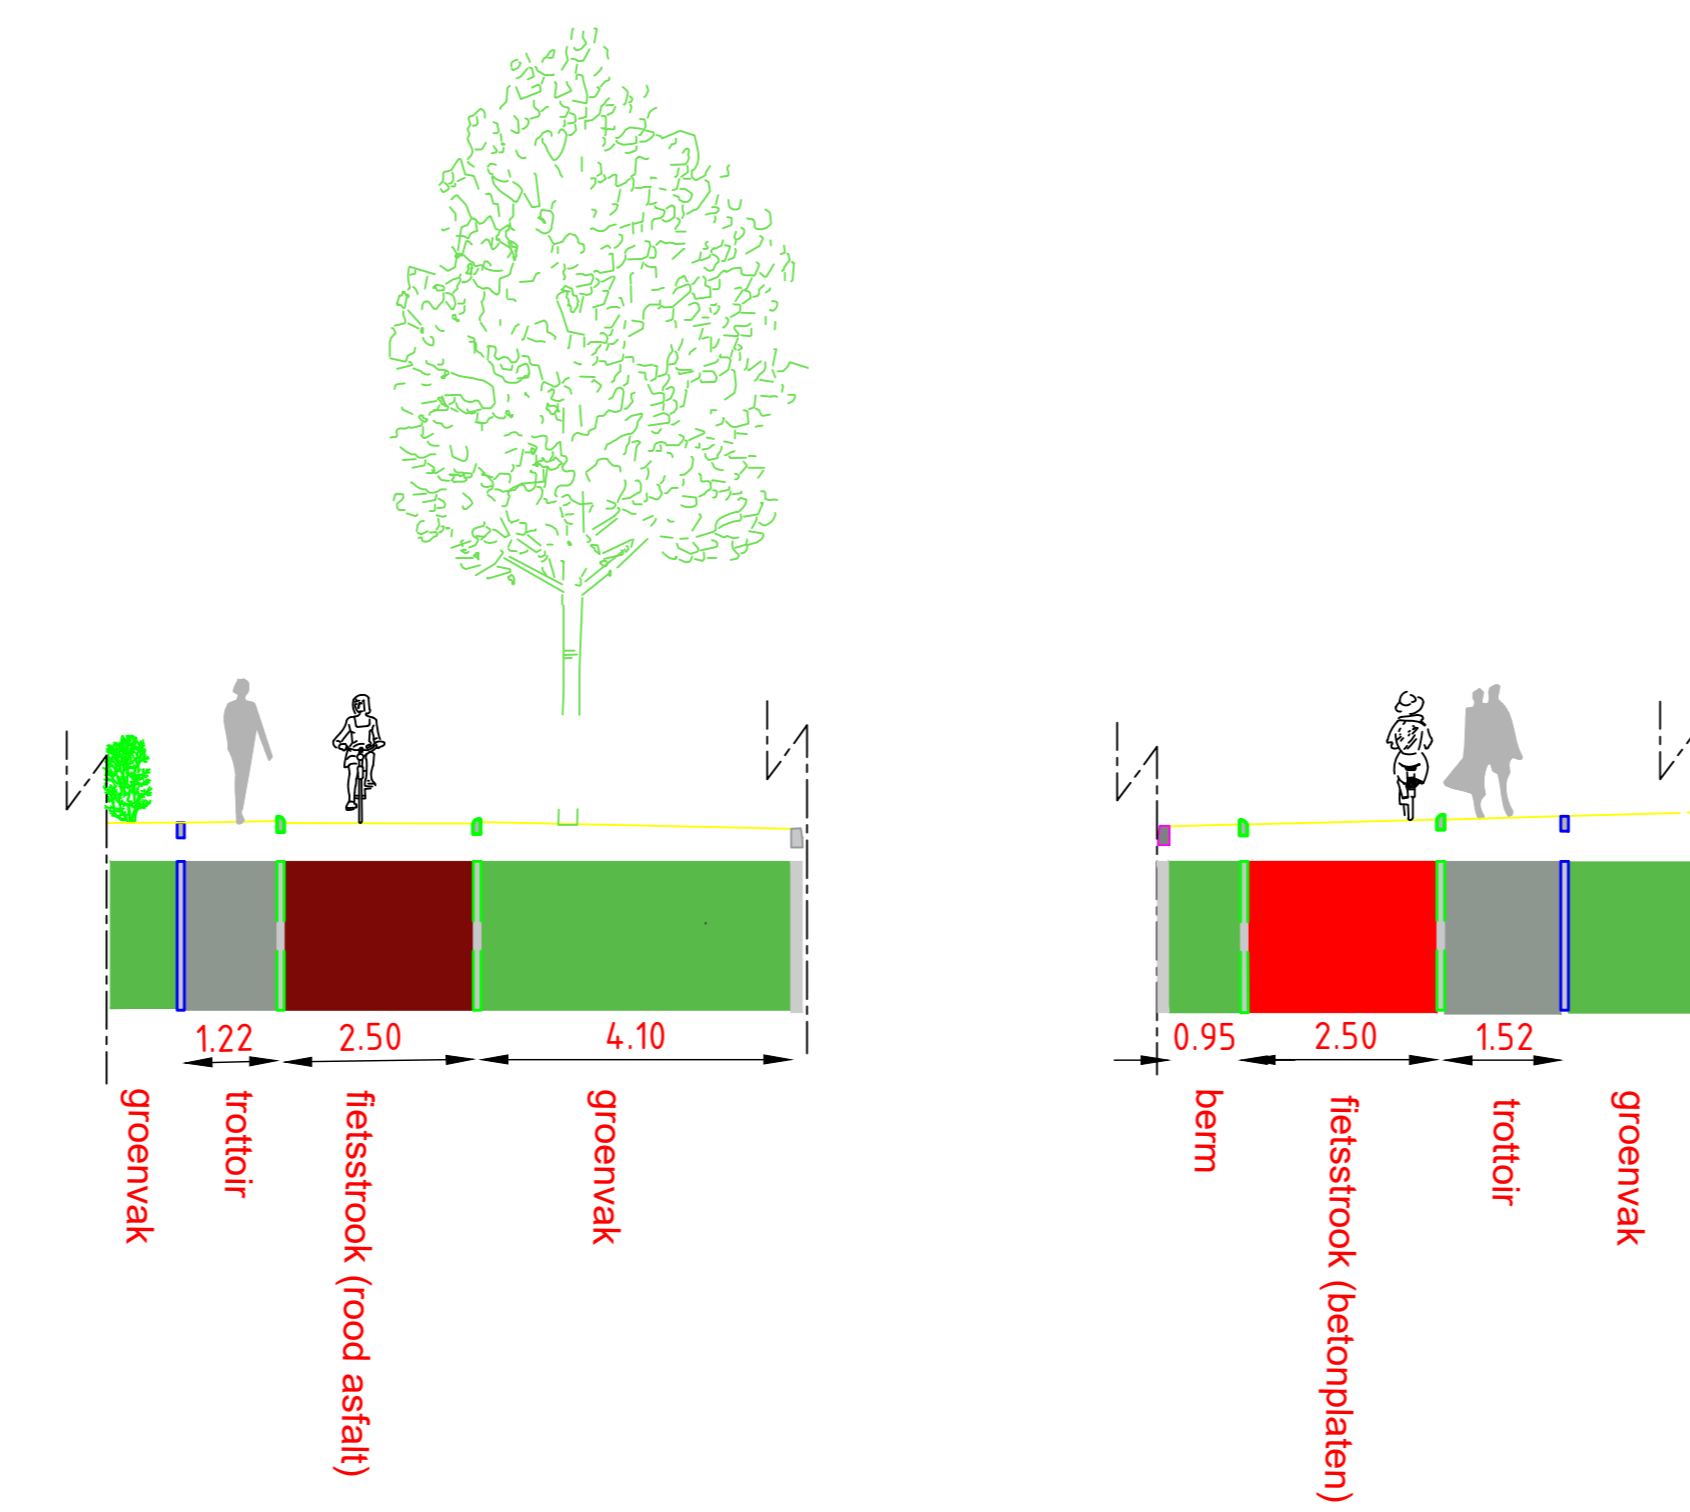 1.22
2.50
4.10
0.95
2.50
1.52
groenvak
trottoir
fietsstrook (rood asfalt)
groenvak
berm
fietsstrook (betonplaten)
trottoir
groenvak